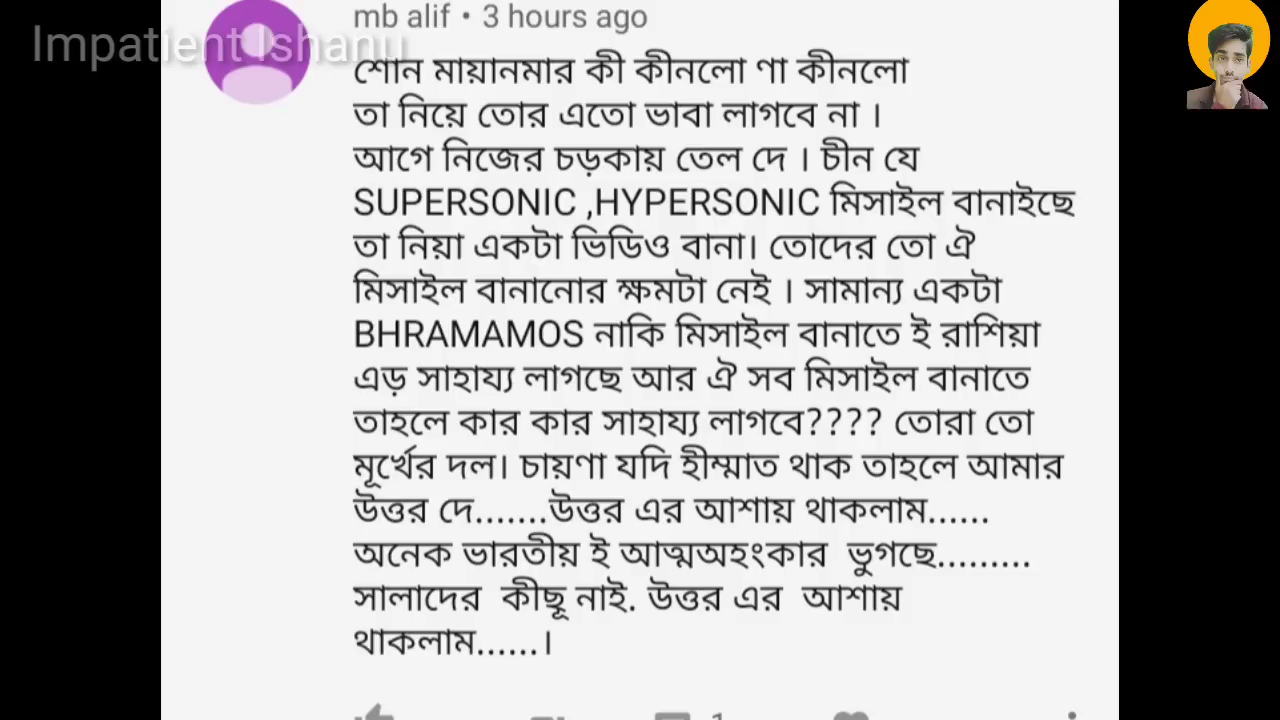 Impatient Ishanu
mb alif • 3 hours ago
শোন মায়ানমার কী কীনলো ণা কীনলো
তা নিয়ে তোর এতো ভাবা লাগবে না ।
আগে নিজের চড়কায় তেল দে । চীন যে
SUPERSONIC ,HYPERSONIC মিসাইল বানাইছে
তা নিয়া একটা ভিডিও বানা। তোদের তো ঐ
মিসাইল বানানোর ক্ষমটা নেই । সামান্য একটা
BHRAMAMOS নাকি মিসাইল বানাতে ই রাশিয়া
এড় সাহায্য লাগছে আর ঐ সব মিসাইল বানাতে
তাহলে কার কার সাহায্য লাগবে???? তোরা তো
মূর্খের দল। চায়ণা যদি হীম্মাত থাক তাহলে আমার
উত্তর দে.......উত্তর এর আশায় থাকলাম......
অনেক ভারতীয় ই আত্মঅহংকার ভুগছে.........
সালাদের কীছূ নাই. উত্তর এর আশায়
থাকলাম......।
1